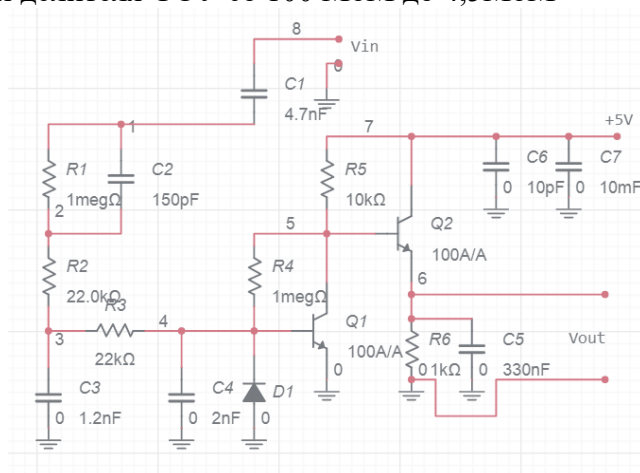 8
Vin
0
C1
4.7nF
1
7
+5V
R1
1megΩ
C2
150pF
R5
10kΩ
C6
0
10pF
C7
0
10mF
2
5
Q2
100A/A
R2
22.0kΩ
R4
1megΩ
6
R3
22kΩ
3
4
Q1
100A/A
0
R6
0
1kΩ
C5
0
330nF
Vout
C3
0
1.2nF
C4
0
2nF
D1
0